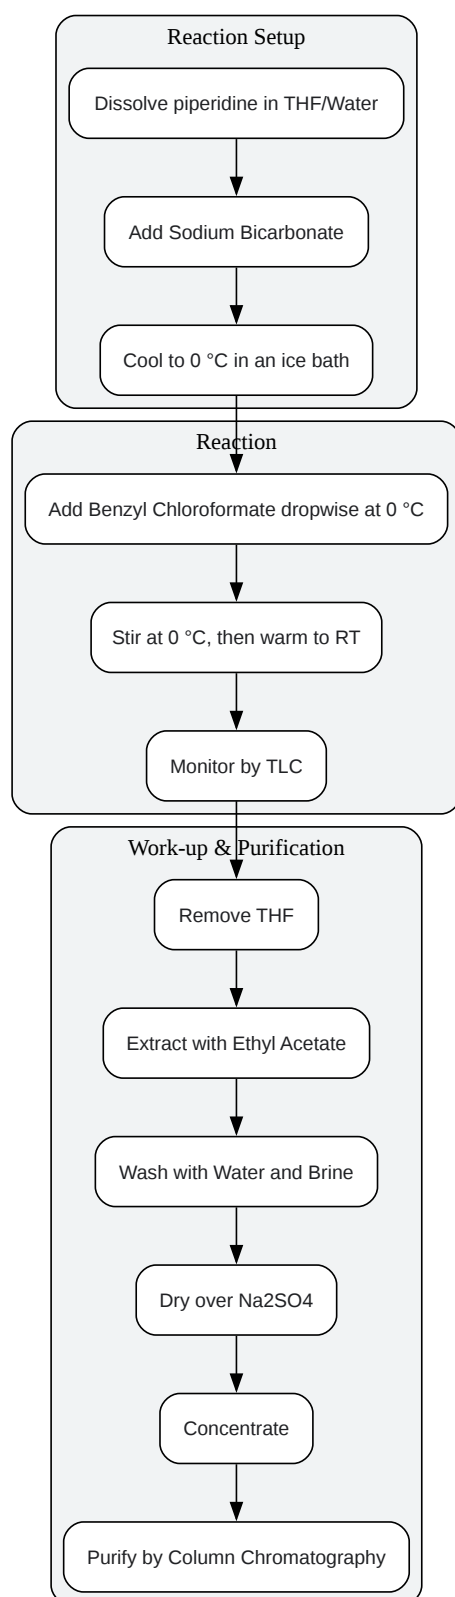 Reaction Setup
Dissolve piperidine in THF/Water
Add Sodium Bicarbonate
Cool to 0 °C in an ice bath
Reaction
Add Benzyl Chloroformate dropwise at 0 °C
Stir at 0 °C, then warm to RT
Monitor by TLC
Work-up & Purification
Remove THF
Extract with Ethyl Acetate
Wash with Water and Brine
Dry over Na2SO4
Concentrate
Purify by Column Chromatography